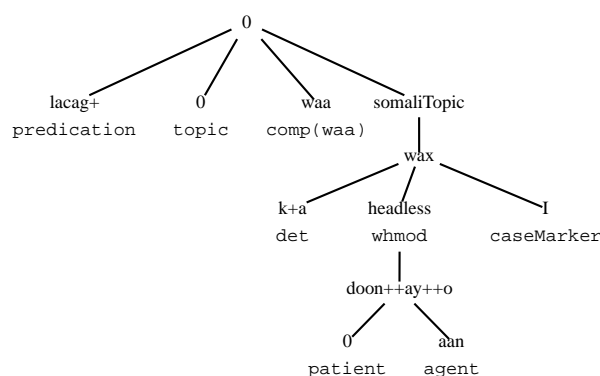 0
lacag+ 0 waa somaliTopic
predication topic comp(waa)
wax
k+a headless I
det whmod caseMarker
doon++ay++o
0 aan
patient agent